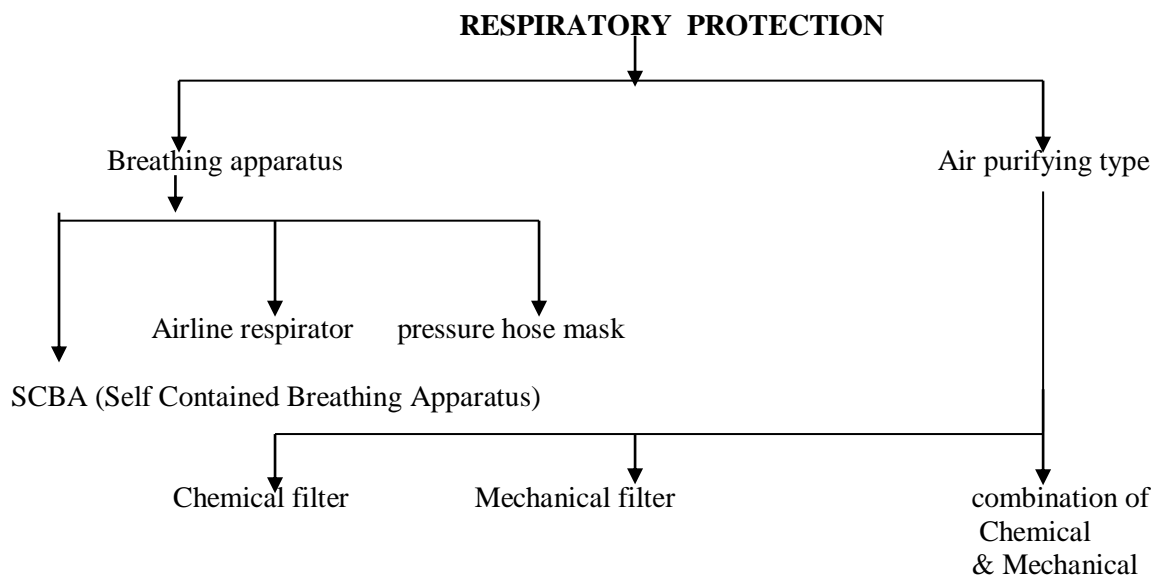 RESPIRATORY PROTECTION
Breathing apparatus
Air purifying type
Airline respirator
pressure hose mask
SCBA (Self Contained Breathing Apparatus)
Chemical filter
Mechanical filter
combination of
Chemical
& Mechanical